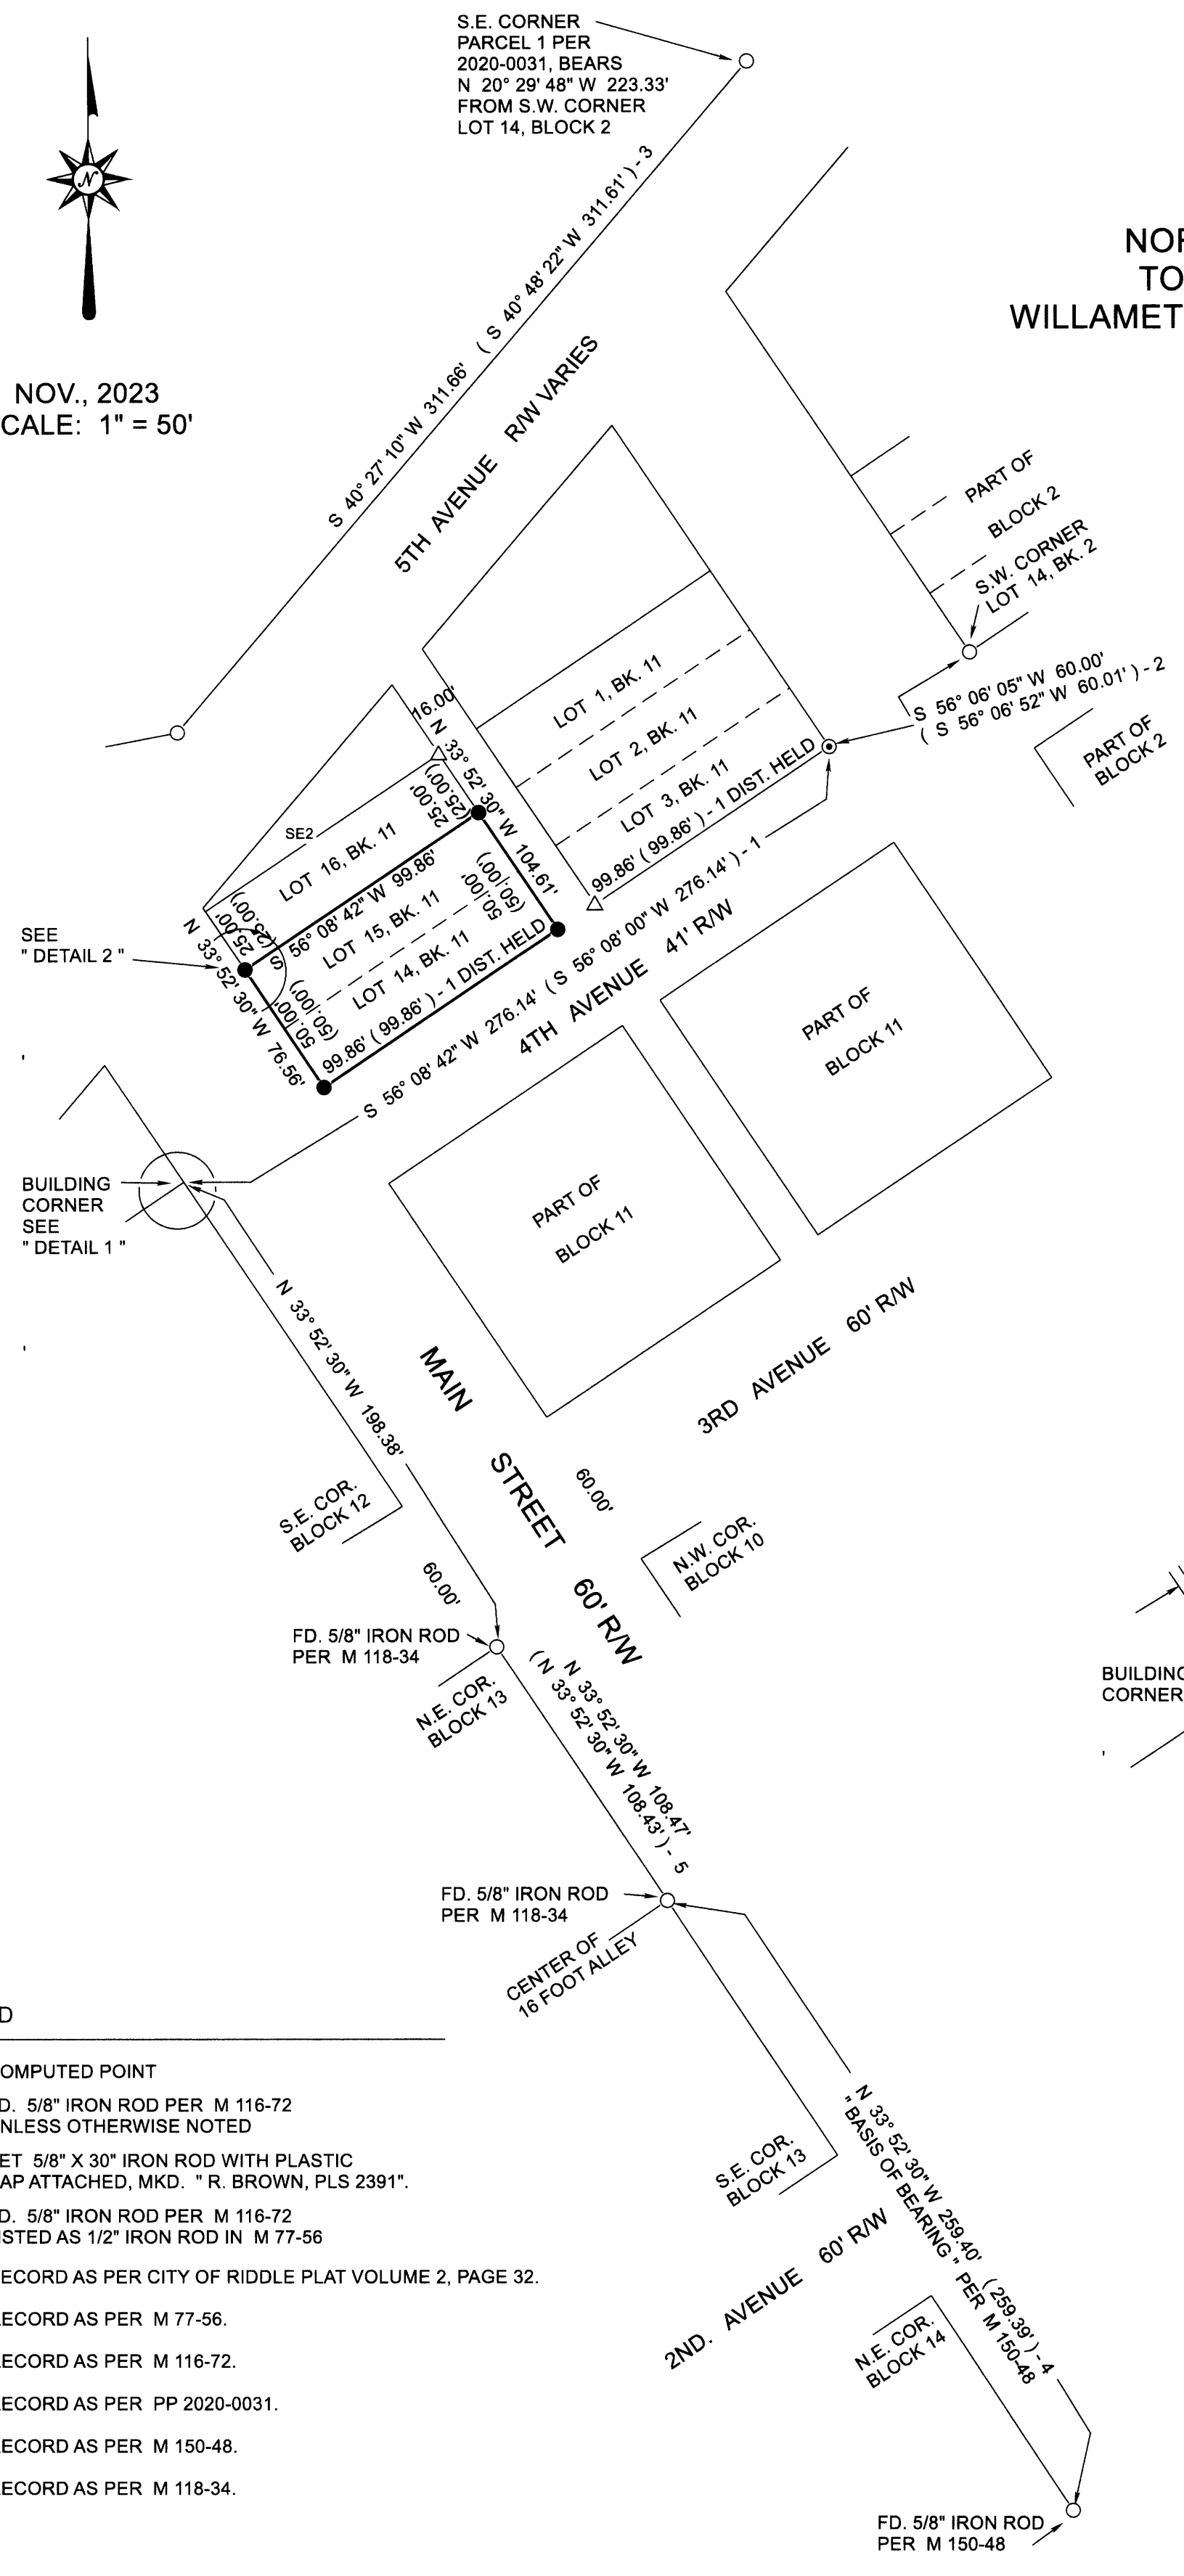 S.E. CORNER
PARCEL 1 PER
2020-0031, BEARS
N 20° 29' 48" W 223.33'
FROM S.W. CORNER
LOT 14, BLOCK 2
N
NOV., 2023
CALE: 1" = 50'
NOR
TO
WILLAMET
S 40° 27' 10" W 311.66' ( S 40° 48' 22" W 311.61' ) - 3
5TH AVENUE R/W VARIES
PART OF
BLOCK 2
S.W. CORNER
LOT 14, BK. 2
S 56° 06' 05" W 60.00'
( S 56° 06' 52" W 60.01' ) - 2
PART OF
BLOCK 2
16.00'
N 33° 52' 30" W 104.61'
LOT 1, BK. 11
LOT 2, BK. 11
LOT 3, BK. 11
99.86' ( 99.86' ) - 1 DIST. HELD
25.00'
(25.00')
SE2
LOT 16, BK. 11
S 56° 08' 42" W 99.86'
LOT 15, BK. 11
LOT 14, BK. 11
50.00'
(50.00')
99.86' ( 99.86' ) - 1 DIST. HELD
25.00'
(25.00')
50.00'
(50.00')
N 33° 52' 30" W 76.56'
SEE
" DETAIL 2 "
S 56° 08' 42" W 276.14' ( S 56° 08' 00" W 276.14' ) - 1
4TH AVENUE 41' R/W
PART OF
BLOCK 11
PART OF
BLOCK 11
BUILDING
CORNER
SEE
" DETAIL 1 "
N 33° 52' 30" W 198.38'
MAIN STREET 60' R/W
3RD AVENUE 60' R/W
60.00'
S.E. COR.
BLOCK 12
N.W. COR.
BLOCK 10
60.00'
FD. 5/8" IRON ROD
PER M 118-34
N.E. COR.
BLOCK 13
N 33° 52' 30" W 108.47'
( N 33° 52' 30" W 108.43' ) - 5
BUILDING
CORNER
FD. 5/8" IRON ROD
PER M 118-34
CENTER OF
16 FOOT ALLEY
S.E. COR.
BLOCK 13
N 33° 52' 30" W 259.40' ( 259.39' ) - 4
" BASIS OF BEARING " PER M 150-48
2ND. AVENUE 60' R/W
N.E. COR.
BLOCK 14
FD. 5/8" IRON ROD
PER M 150-48
D
OMPUTED POINT
D. 5/8" IRON ROD PER M 116-72
NLESS OTHERWISE NOTED
ET 5/8" X 30" IRON ROD WITH PLASTIC
AP ATTACHED, MKD. " R. BROWN, PLS 2391".
D. 5/8" IRON ROD PER M 116-72
ISTED AS 1/2" IRON ROD IN M 77-56
ECORD AS PER CITY OF RIDDLE PLAT VOLUME 2, PAGE 32.
ECORD AS PER M 77-56.
ECORD AS PER M 116-72.
ECORD AS PER PP 2020-0031.
ECORD AS PER M 150-48.
ECORD AS PER M 118-34.